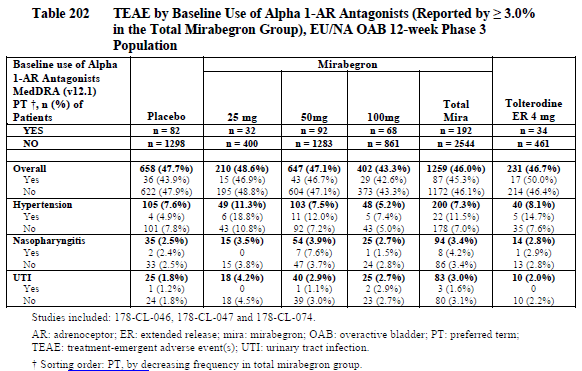 Table 202 TEAE by Baseline Use of Alpha 1-AR Antagonists (Reported by ≥ 3.0%
in the Total Mirabegron Group), EU/NA OAB 12-week Phase 3
Population
Baseline use of Alpha Mirabegron
1-AR Antagonists
MedDRA (v12.1)
PT †, n (%) of
Patients Placebo 25 mg 50mg 100mg Total Mira Tolterodine ER 4 mg
YES n = 82 n = 32 n = 92 n = 68 n = 192 n = 34
NO n = 1298 n = 400 n = 1283 n = 861 n = 2544 n = 461
Overall 658 (47.7%) 210 (48.6%) 647 (47.1%) 402 (43.3%) 1259 (46.0%) 231 (46.7%)
Yes 36 (43.9%) 15 (46.9%) 43 (46.7%) 29 (42.6%) 87 (45.3%) 17 (50.0%)
No 622 (47.9%) 195 (48.8%) 604 (47.1%) 373 (43.3%) 1172 (46.1%) 214 (46.4%)
Hypertension 105 (7.6%) 49 (11.3%) 103 (7.5%) 48 (5.2%) 200 (7.3%) 40 (8.1%)
Yes 4 (4.9%) 6 (18.8%) 11 (12.0%) 5 (7.4%) 22 (11.5%) 5 (14.7%)
No 101 (7.8%) 43 (10.8%) 92 (7.2%) 43 (5.0%) 178 (7.0%) 35 (7.6%)
Nasopharyngitis 35 (2.5%) 15 (3.5%) 54 (3.9%) 25 (2.7%) 94 (3.4%) 14 (2.8%)
Yes 2 (2.4%) 0 7 (7.6%) 1 (1.5%) 8 (4.2%) 1 (2.9%)
No 33 (2.5%) 15 (3.8%) 47 (3.7%) 24 (2.8%) 86 (3.4%) 13 (2.8%)
UTI 25 (1.8%) 18 (4.2%) 40 (2.9%) 25 (2.7%) 83 (3.0%) 10 (2.0%)
Yes 1 (1.2%) 0 1 (1.1%) 2 (2.9%) 3 (1.6%) 0
No 24 (1.8%) 18 (4.5%) 39 (3.0%) 23 (2.7%) 80 (3.1%) 10 (2.2%)
Studies included: 178-CL-046, 178-CL-047 and 178-CL-074.
AR: adrenoceptor; ER: extended release; mira: mirabegron; OAB: overactive bladder; PT: preferred term;
TEAE: treatment-emergent adverse event(s); UTI: urinary tract infection.
† Sorting order: PT, by decreasing frequency in total mirabegron group.